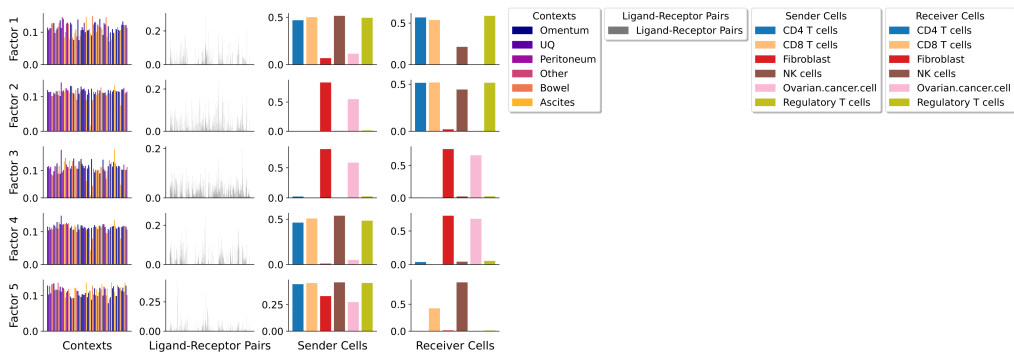 Factor 1
0.1
0.0
0.2
0.0
0.5
0.0
0.5
0.0
Factor 2
0.1
0.0
0.2
0.0
0.5
0.0
0.5
0.0
Factor 3
0.1
0.0
0.2
0.1
0.0
0.5
0.0
0.5
0.0
Factor 4
0.1
0.0
0.2
0.0
0.5
0.0
0.5
0.0
Factor 5
0.1
0.0
0.25
0.00
0.25
0.00
0.5
0.0
Contexts
Ligand-Receptor Pairs
Sender Cells
Receiver Cells
Contexts
Omentum
UQ
Peritoneum
Other
Bowel
Ascites
Ligand-Receptor Pairs
Ligand-Receptor Pairs
Sender Cells
CD4 T cells
CD8 T cells
Fibroblast
NK cells
Ovarian.cancer.cell
Regulatory T cells
Receiver Cells
CD4 T cells
CD8 T cells
Fibroblast
NK cells
Ovarian.cancer.cell
Regulatory T cells